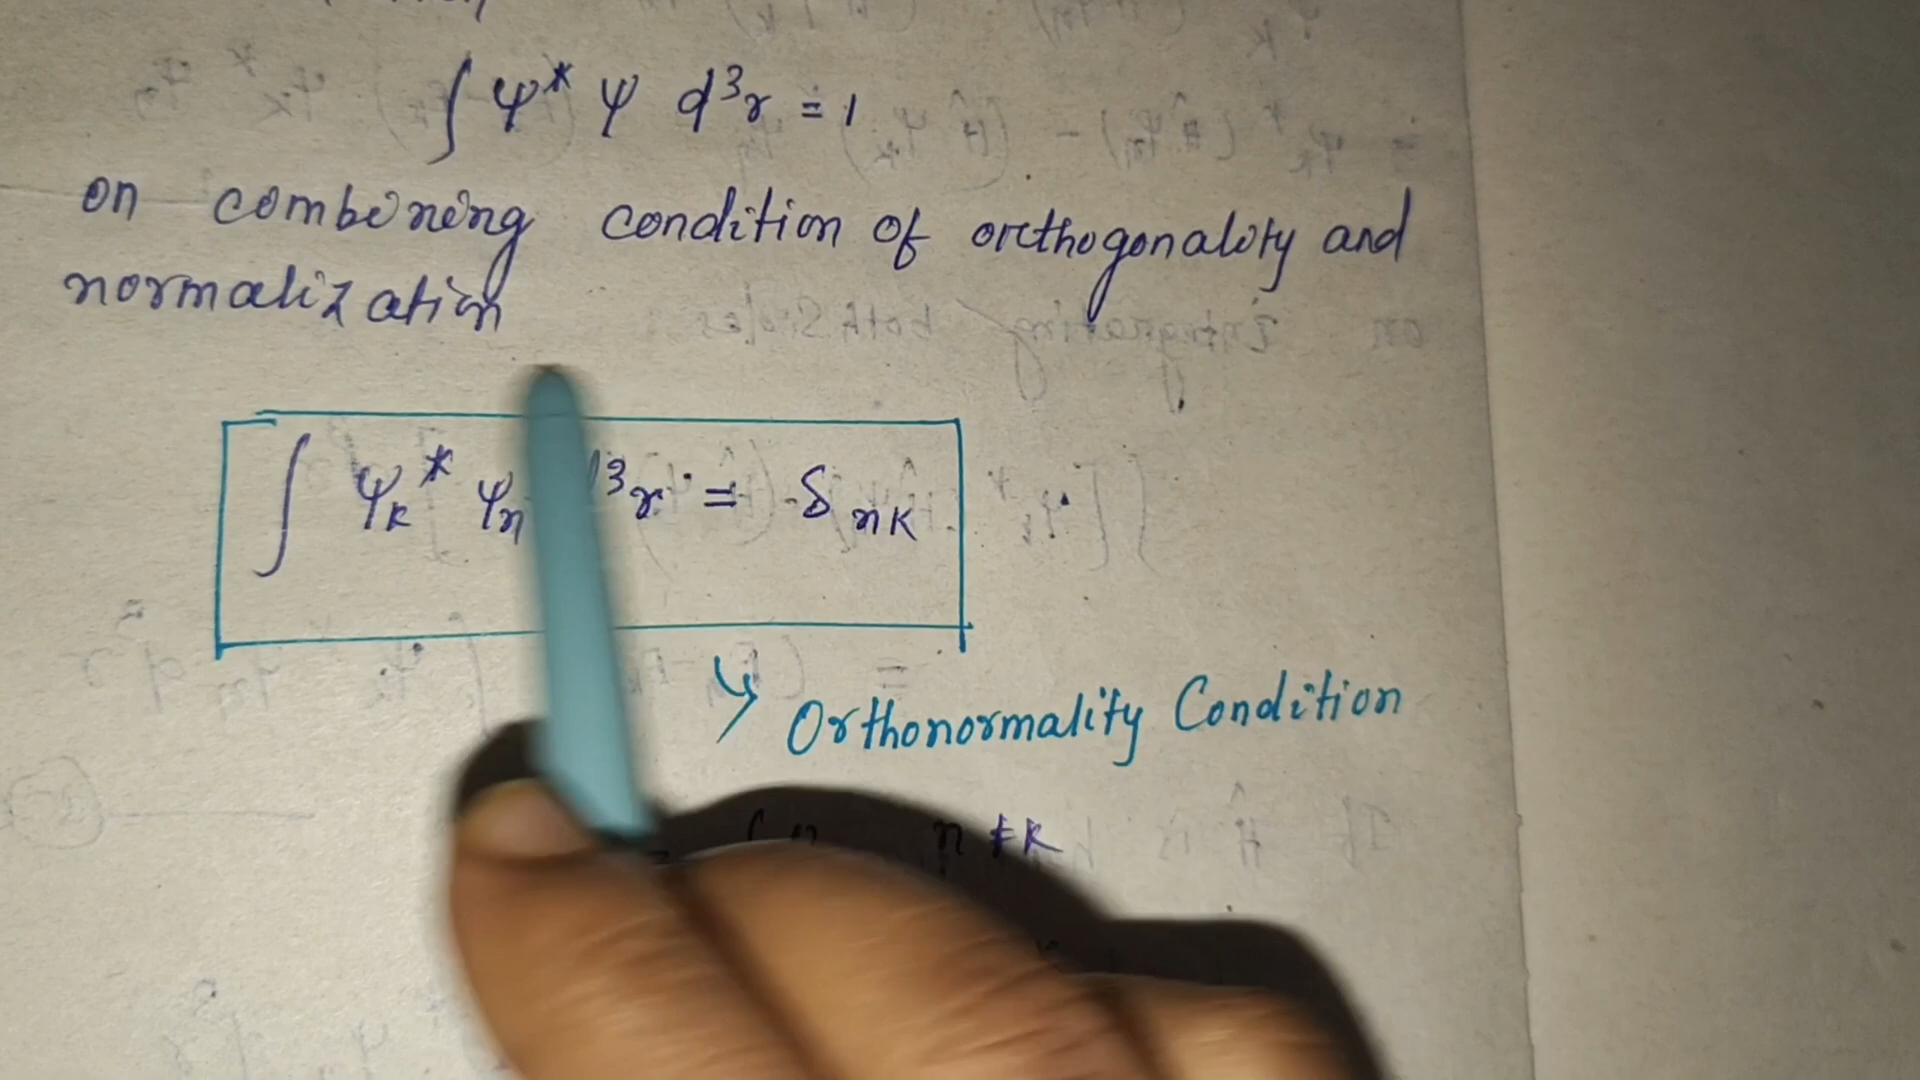 ∫ ψ* ψ d³r = 1
on combining condition of orthogonality and
normalization
∫ ψk* ψn d³r = δnk
↳ Orthonormality Condition
n ≠ k